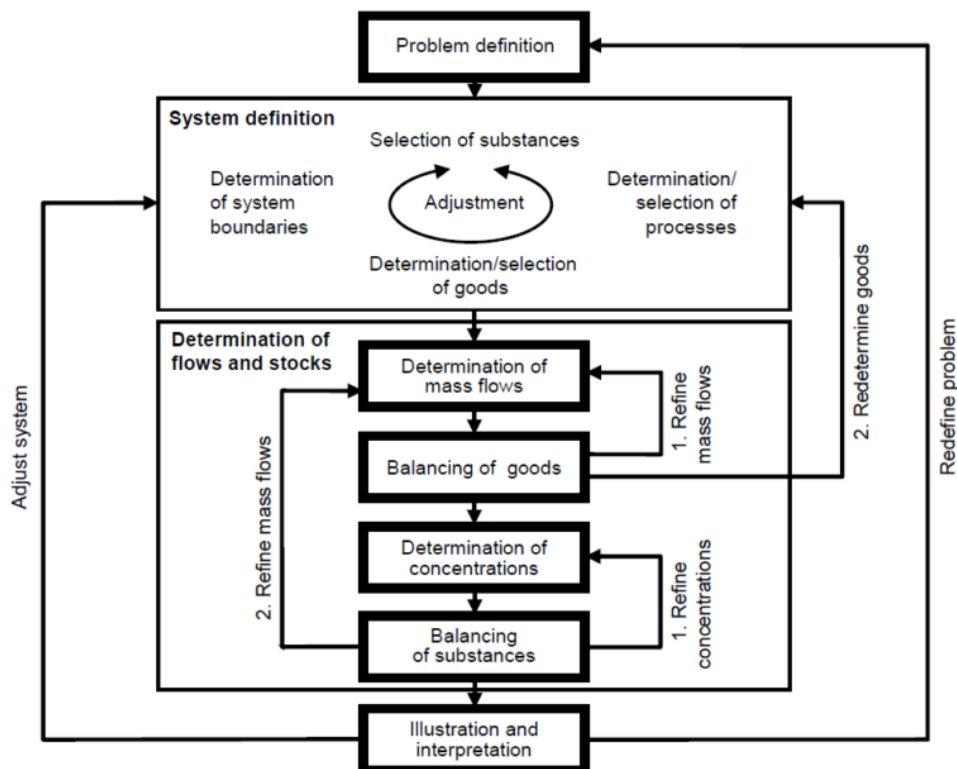 Problem definition
System definition
Selection of substances
Determination
of system
boundaries
Adjustment
Determination/
selection of
processes
Determination/selection
of goods
Determination of
flows and stocks
Determination of
mass flows
1. Refine
mass flows
Balancing of goods
2. Refine mass flows
Determination of
concentrations
1. Refine
concentrations
Balancing
of substances
Illustration and
interpretation
Adjust system
2. Redetermine goods
Redefine problem